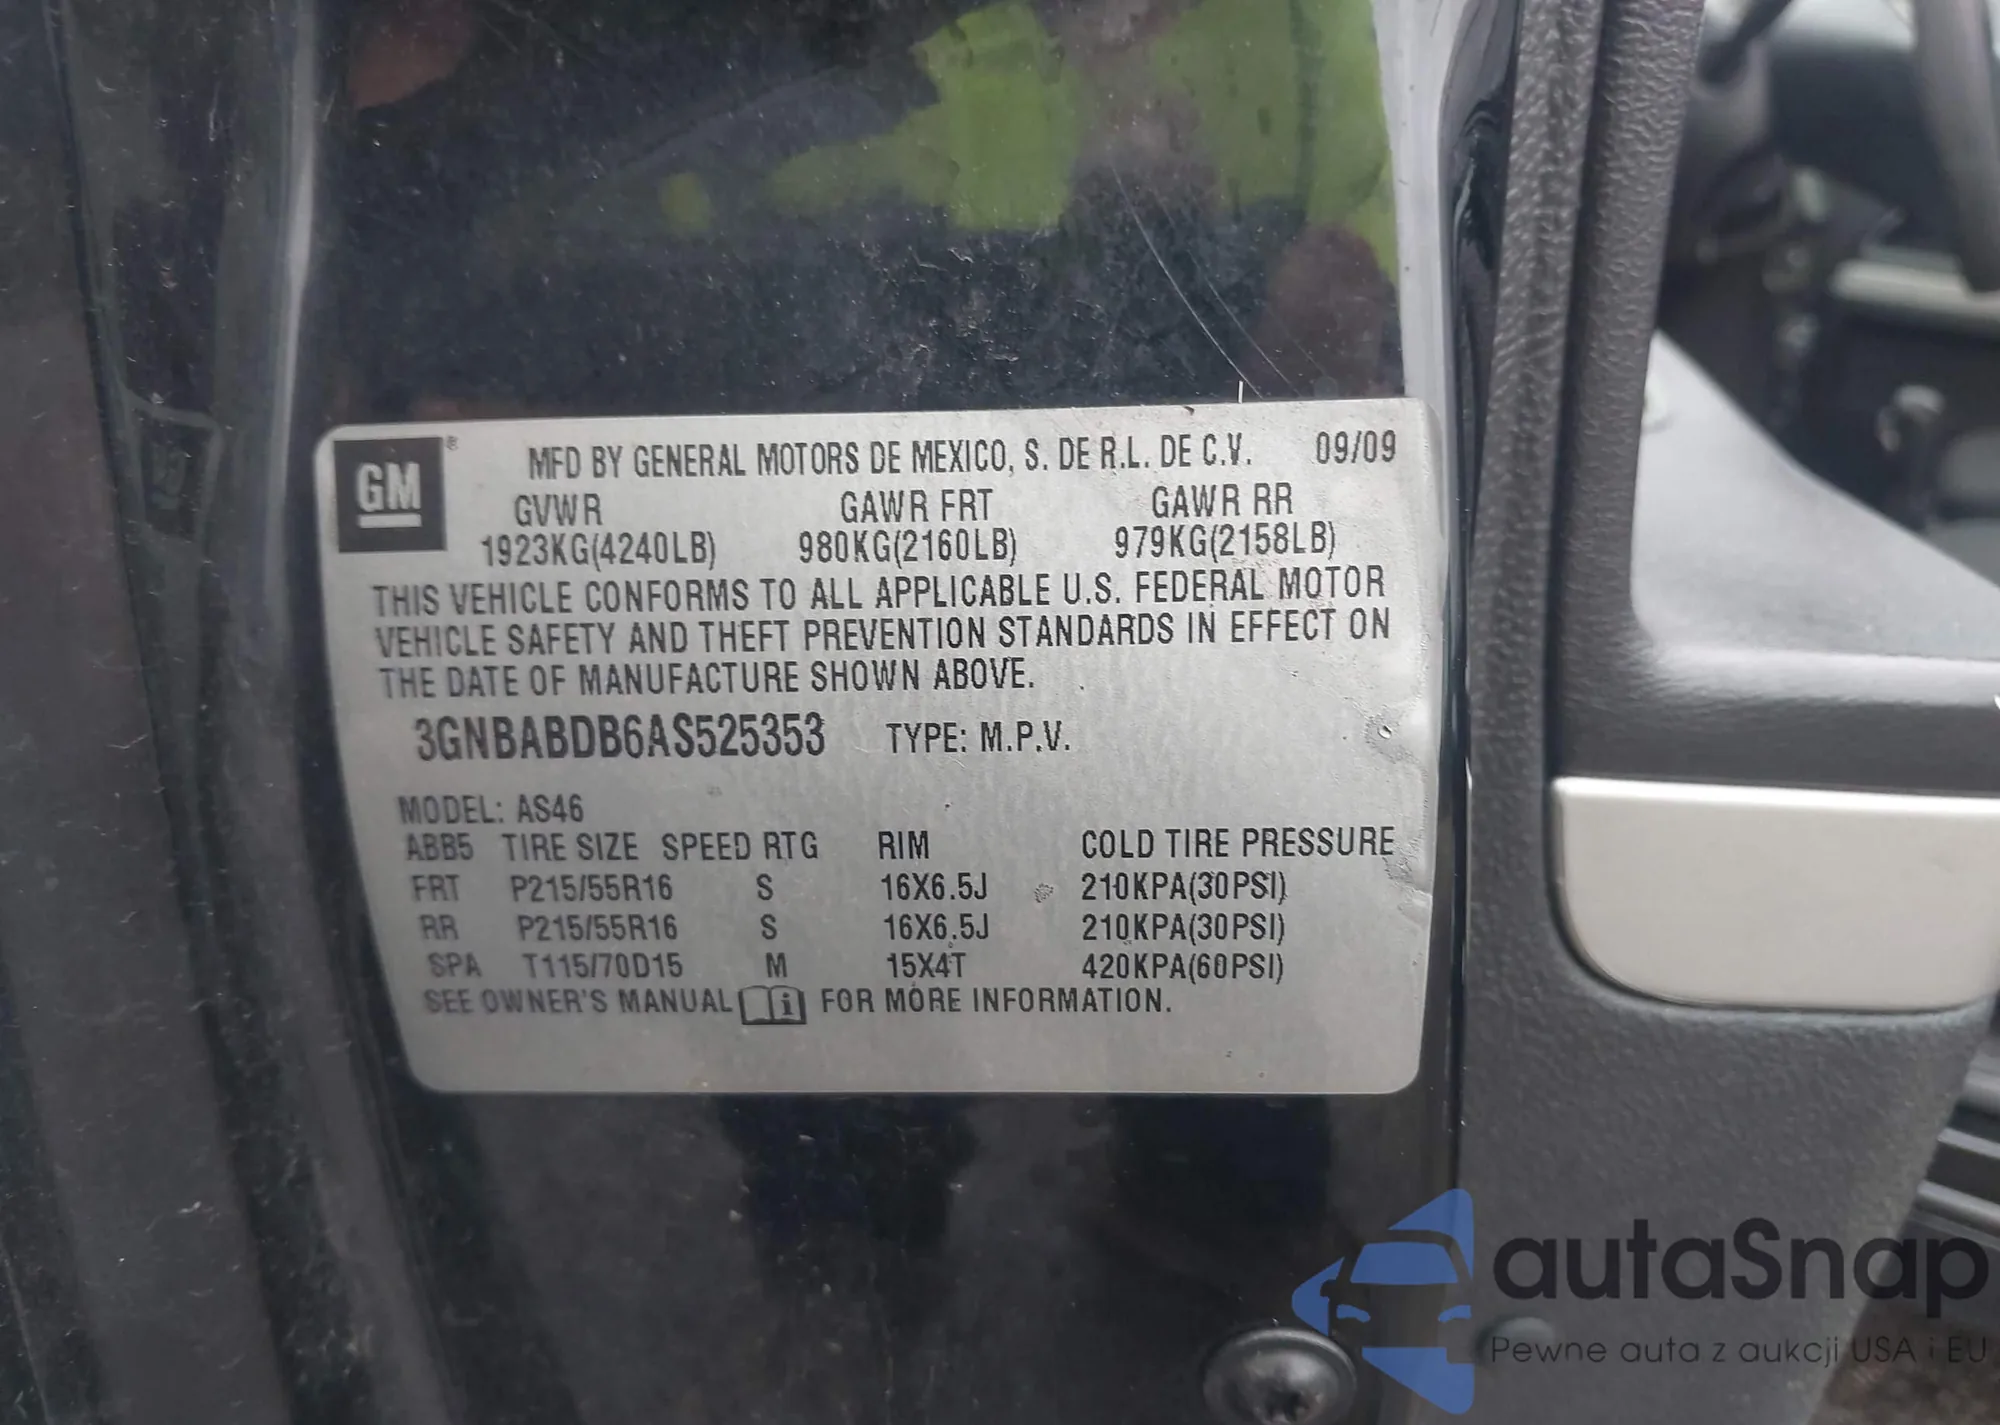 GM ®
MFD BY GENERAL MOTORS DE MEXICO, S. DE R.L. DE C.V. 09/09
GVWR GAWR FRT GAWR RR
1923KG(4240LB) 980KG(2160LB) 979KG(2158LB)
THIS VEHICLE CONFORMS TO ALL APPLICABLE U.S. FEDERAL MOTOR
VEHICLE SAFETY AND THEFT PREVENTION STANDARDS IN EFFECT ON
THE DATE OF MANUFACTURE SHOWN ABOVE.
3GNBABDB6AS525353 TYPE: M.P.V.
MODEL: AS46
ABB5 TIRE SIZE SPEED RTG RIM COLD TIRE PRESSURE
FRT P215/55R16 S 16X6.5J 210KPA(30PSI)
RR P215/55R16 S 16X6.5J 210KPA(30PSI)
SPA T115/70D15 M 15X4T 420KPA(60PSI)
SEE OWNER'S MANUAL i FOR MORE INFORMATION.
autaSnap
Pewne auta z aukcji USA i EU